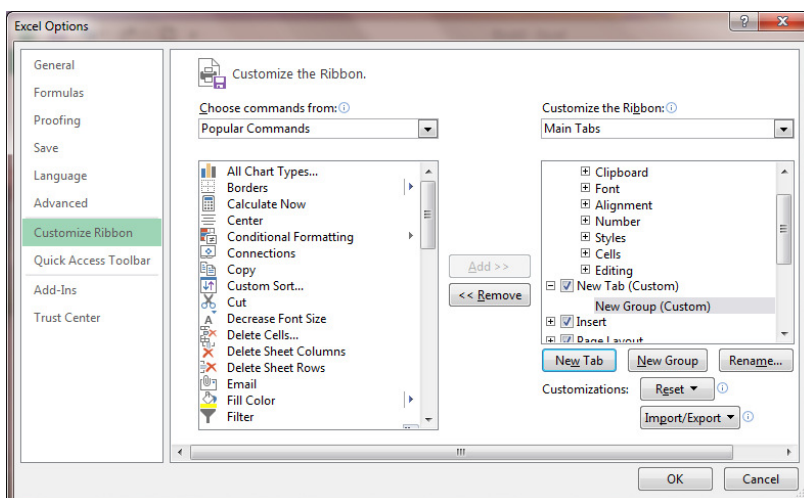 Excel Options
General
Formulas
Proofing
Save
Language
Advanced
Customize Ribbon
Quick Access Toolbar
Add-Ins
Trust Center
Customize the Ribbon.
Choose commands from:
Popular Commands
All Chart Types...
Borders
Calculate Now
Center
Conditional Formatting
Connections
Copy
Custom Sort...
Cut
Decrease Font Size
Delete Cells...
Delete Sheet Columns
Delete Sheet Rows
Email
Fill Color
Filter
Add >>
<< Remove
Customize the Ribbon:
Main Tabs
Clipboard
Font
Alignment
Number
Styles
Cells
Editing
New Tab (Custom)
New Group (Custom)
Insert
Page Layout
New Tab
New Group
Rename...
Customizations:
Reset
Import/Export
OK
Cancel